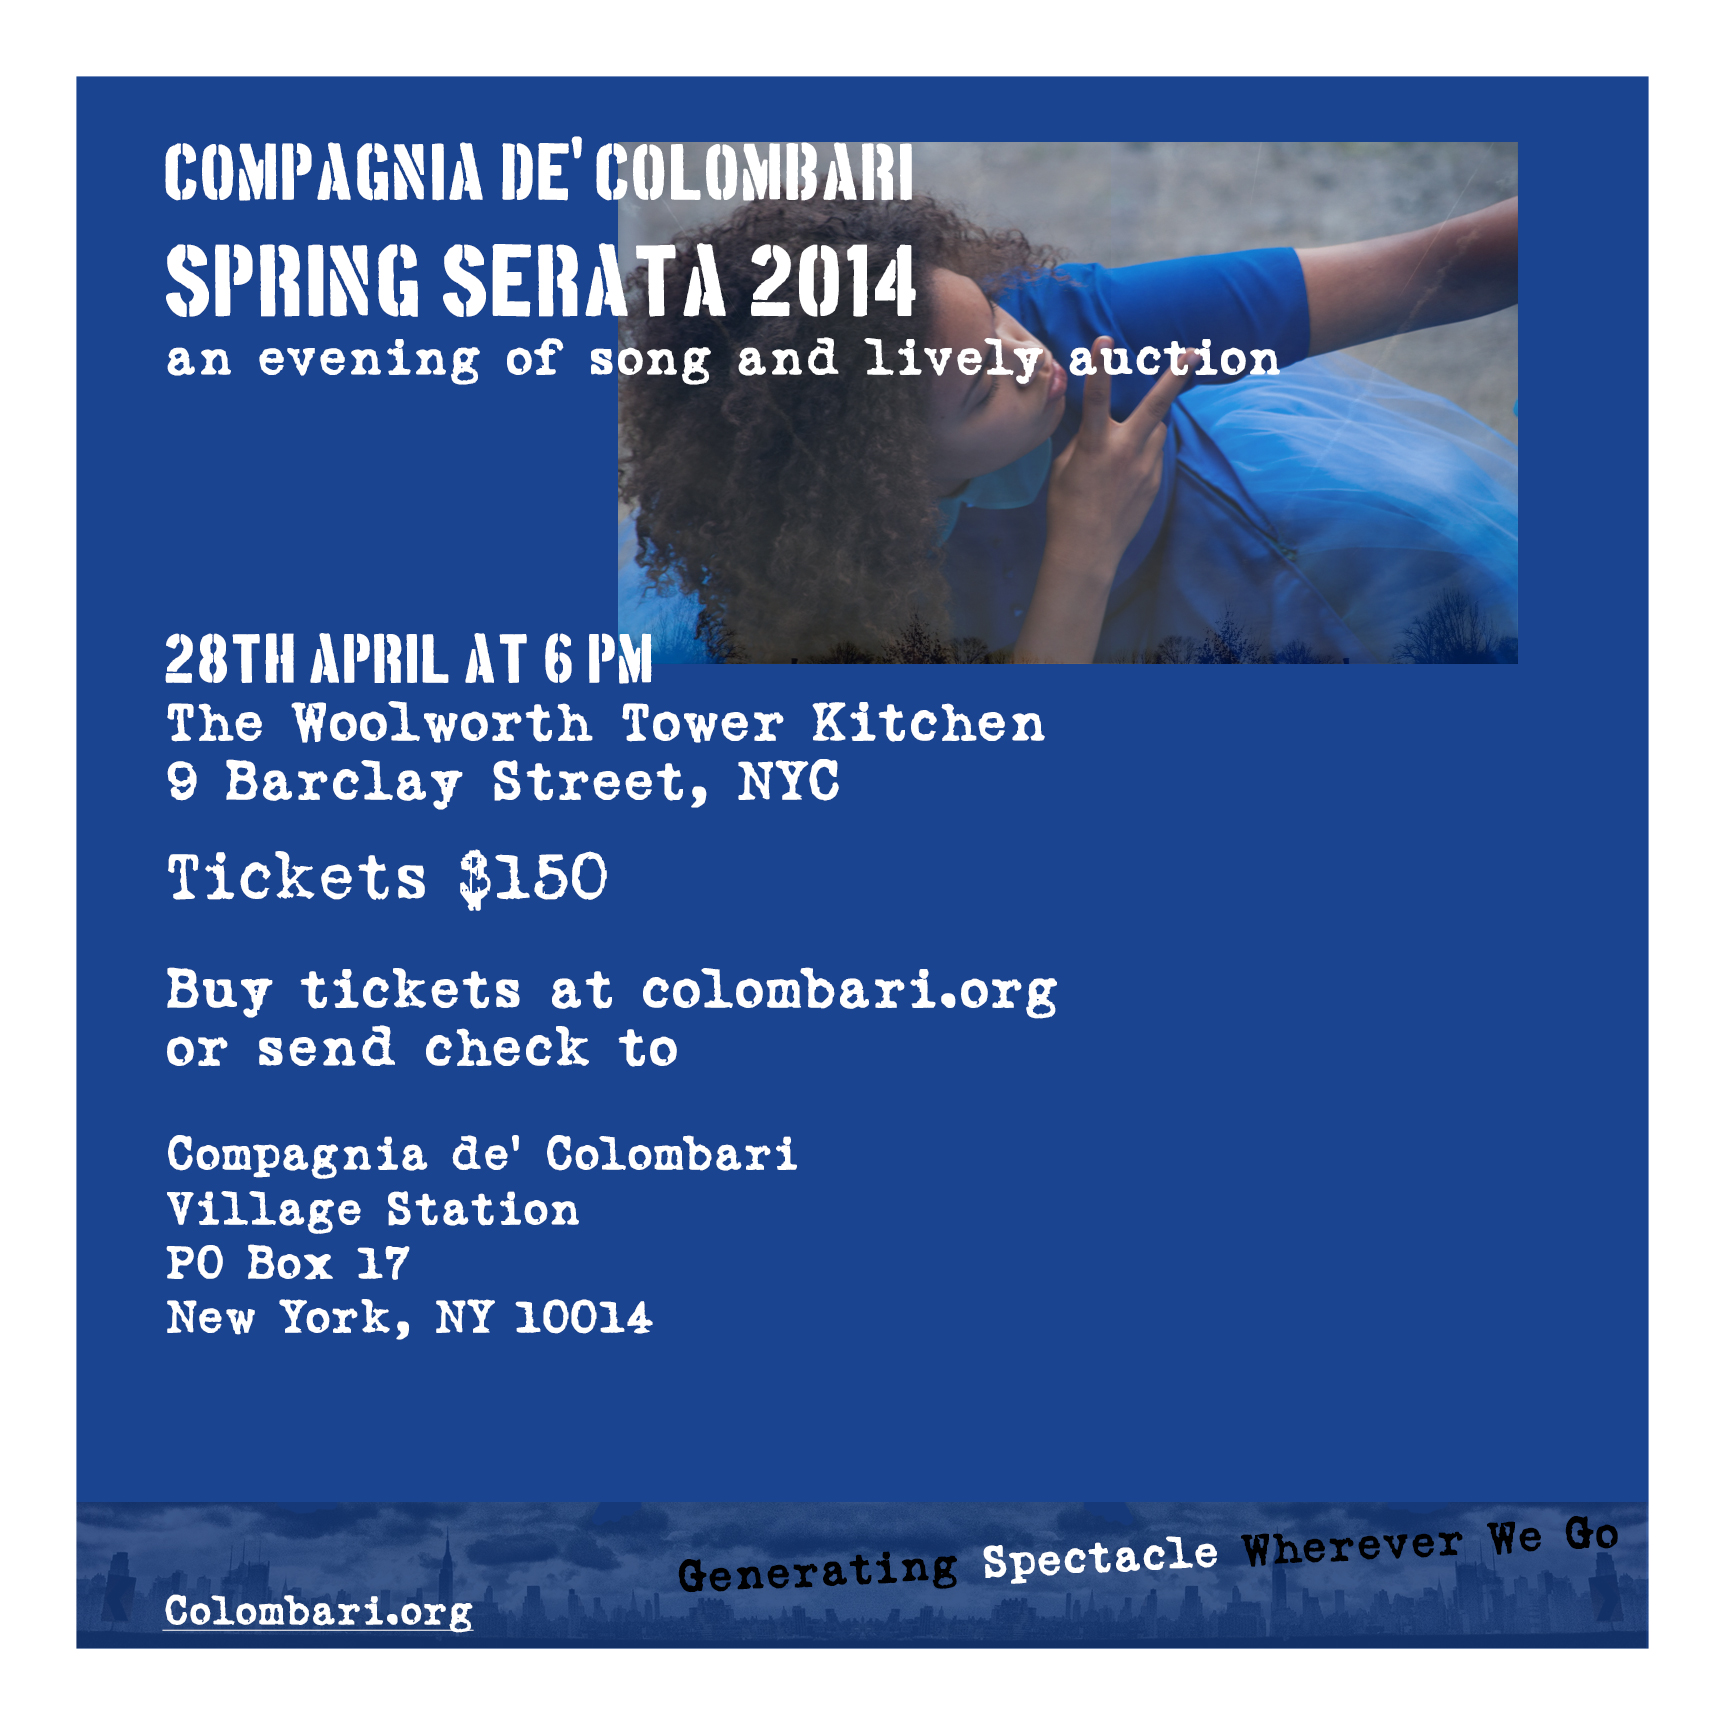 COMPAGNIA DE' COLOMBARI
SPRING SERATA 2014
an evening of song and lively auction
28TH APRIL AT 6 PM
The Woolworth Tower Kitchen
9 Barclay Street, NYC
Tickets $150
Buy tickets at colombari.org
or send check to
Compagnia de' Colombari
Village Station
PO Box 17
New York, NY 10014
Generating Spectacle Wherever We Go
Colombari.org